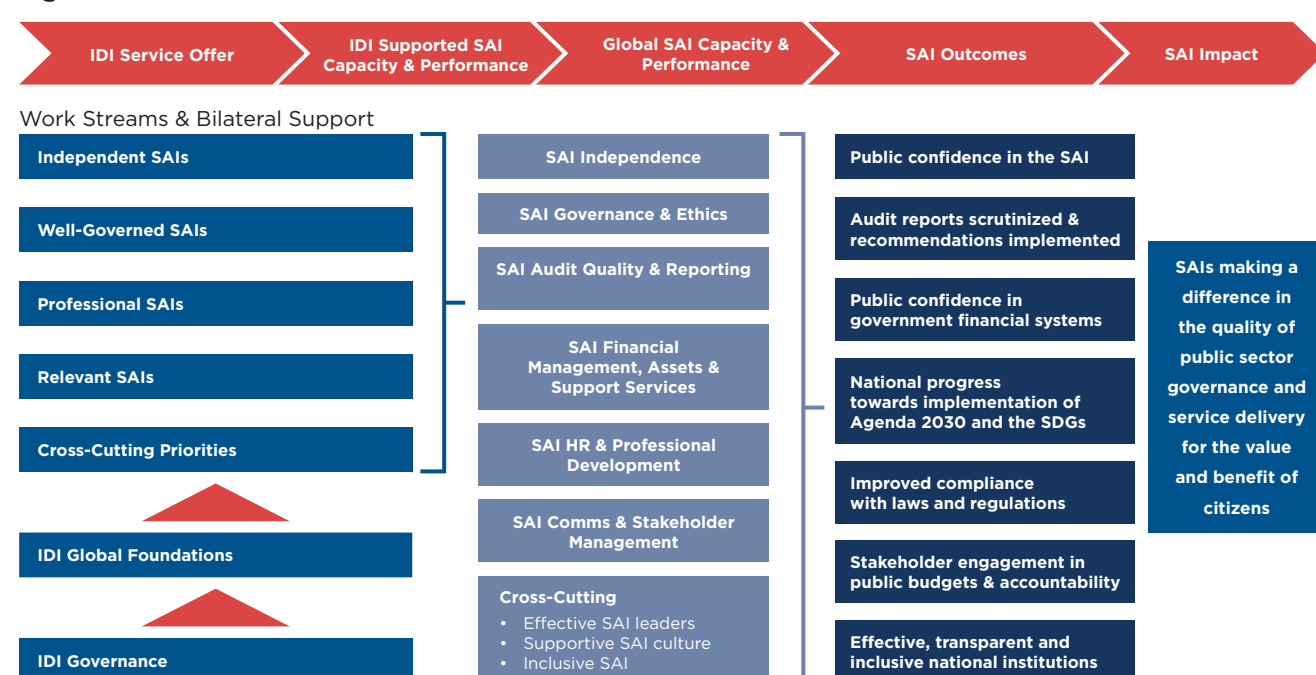 IDI Service Offer
IDI Supported SAI
Capacity & Performance
Global SAI Capacity &
Performance
SAI Outcomes
SAI Impact
Work Streams & Bilateral Support
Independent SAIs
Well-Governed SAIs
Professional SAIs
Relevant SAIs
Cross-Cutting Priorities
IDI Global Foundations
IDI Governance
SAI Independence
SAI Governance & Ethics
SAI Audit Quality & Reporting
SAI Financial
Management, Assets &
Support Services
SAI HR & Professional
Development
SAI Comms & Stakeholder
Management
Cross-Cutting
• Effective SAI leaders
• Supportive SAI culture
• Inclusive SAI
Public confidence in the SAI
Audit reports scrutinized &
recommendations implemented
Public confidence in
government financial systems
National progress
towards implementation of
Agenda 2030 and the SDGs
Improved compliance
with laws and regulations
Stakeholder engagement in
public budgets & accountability
Effective, transparent and
inclusive national institutions
SAIs making a
difference in
the quality of
public sector
governance and
service delivery
for the value
and benefit of
citizens